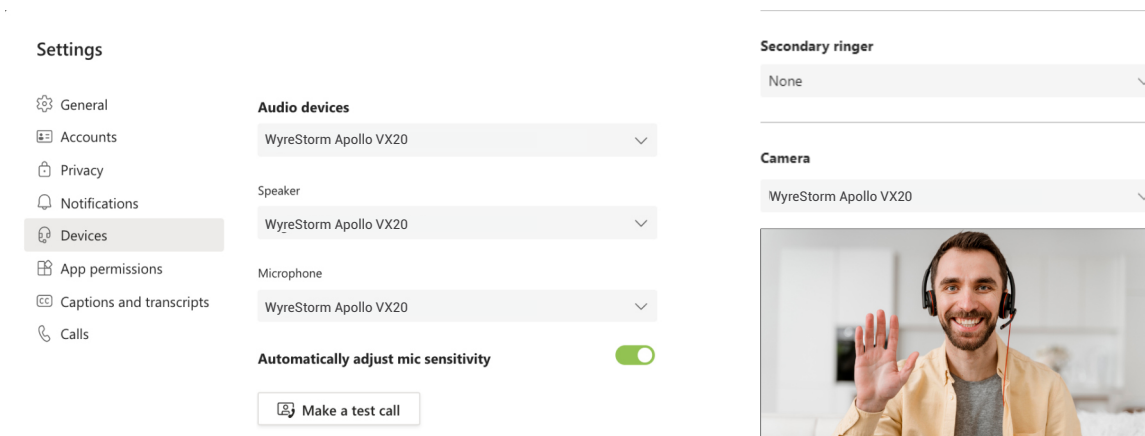 Settings
General
Accounts
Privacy
Notifications
Devices
App permissions
CC Captions and transcripts
Calls
Audio devices
WyreStorm Apollo VX20
Speaker
WyreStorm Apollo VX20
Microphone
WyreStorm Apollo VX20
Automatically adjust mic sensitivity
Make a test call
Secondary ringer
None
Camera
WyreStorm Apollo VX20